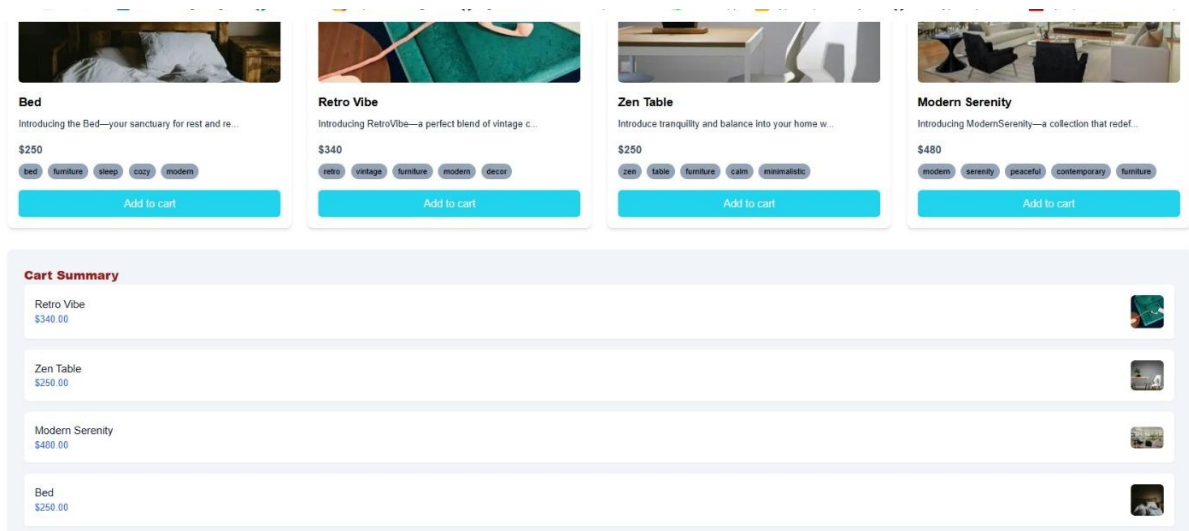 Bed
Introducing the Bed—your sanctuary for rest and re...
$250
bed furniture sleep cozy modern
Add to cart
Retro Vibe
Introducing RetroVibe—a perfect blend of vintage c...
$340
retro vintage furniture modern decor
Add to cart
Zen Table
Introduce tranquility and balance into your home w...
$250
zen table furniture calm minimalistic
Add to cart
Modern Serenity
Introducing ModernSerenity—a collection that redef...
$480
modern serenity peaceful contemporary furniture
Add to cart
Cart Summary
Retro Vibe
$340.00
Zen Table
$250.00
Modern Serenity
$480.00
Bed
$250.00